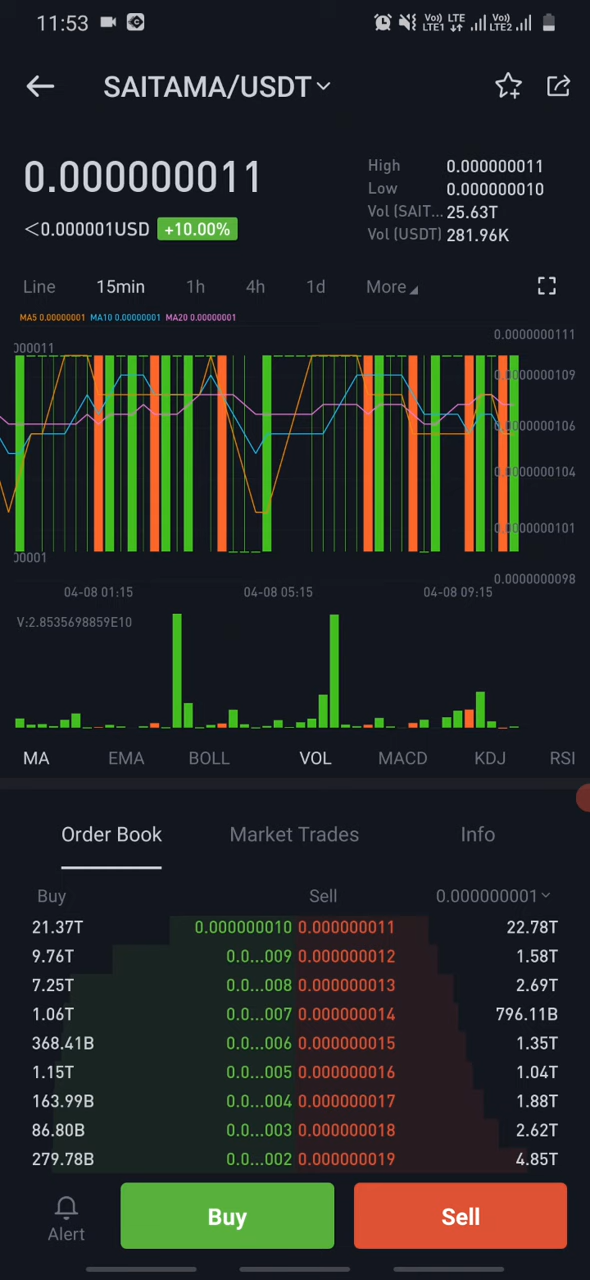 11:53 Vo) LTE1 LTE Vo) LTE2
SAITAMA/USDT
0.000000011
<0.000001USD +10.00%
High 0.000000011
Low 0.000000010
Vol (SAIT... 25.63T
Vol (USDT) 281.96K
Line 15min 1h 4h 1d More
MA5 0.00000001 MA10 0.00000001 MA20 0.00000001
0.0000000111
000011
0.0000000109
0.0000000106
0.0000000104
0.0000000101
00001
0.0000000098
04-08 01:15 04-08 05:15 04-08 09:15
V:2.8535698859E10
MA EMA BOLL VOL MACD KDJ RSI
Order Book Market Trades Info
Buy Sell 0.000000001
21.37T 0.000000010 0.000000011 22.78T
9.76T 0.0...009 0.000000012 1.58T
7.25T 0.0...008 0.000000013 2.69T
1.06T 0.0...007 0.000000014 796.11B
368.41B 0.0...006 0.000000015 1.35T
1.15T 0.0...005 0.000000016 1.04T
163.99B 0.0...004 0.000000017 1.88T
86.80B 0.0...003 0.000000018 2.62T
279.78B 0.0...002 0.000000019 4.85T
Alert Buy Sell